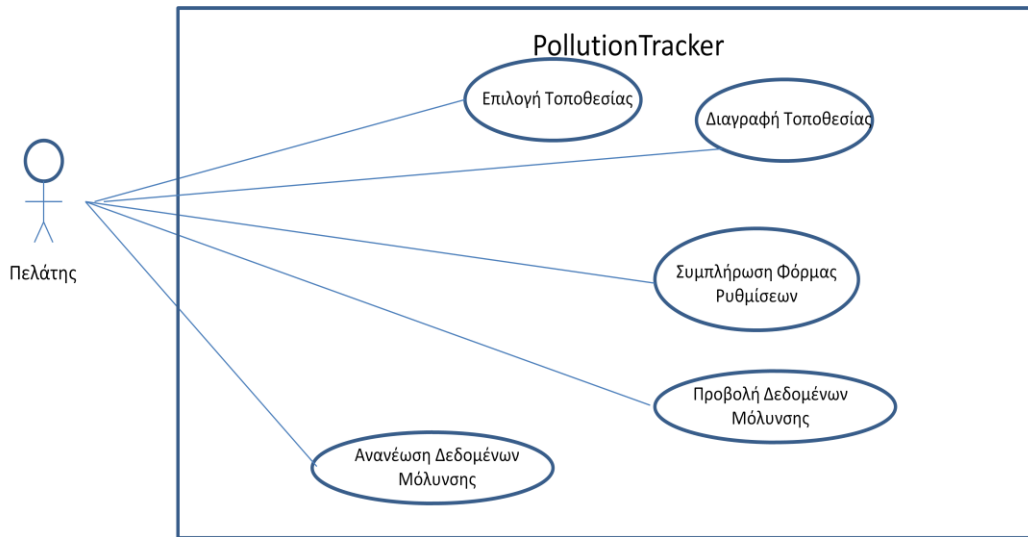 PollutionTracker
Επιλογή Τοποθεσίας
Διαγραφή Τοποθεσίας
Πελάτης
Συμπλήρωση Φόρμας
Ρυθμίσεων
Προβολή Δεδομένων
Μόλυνσης
Ανανέωση Δεδομένων
Μόλυνσης